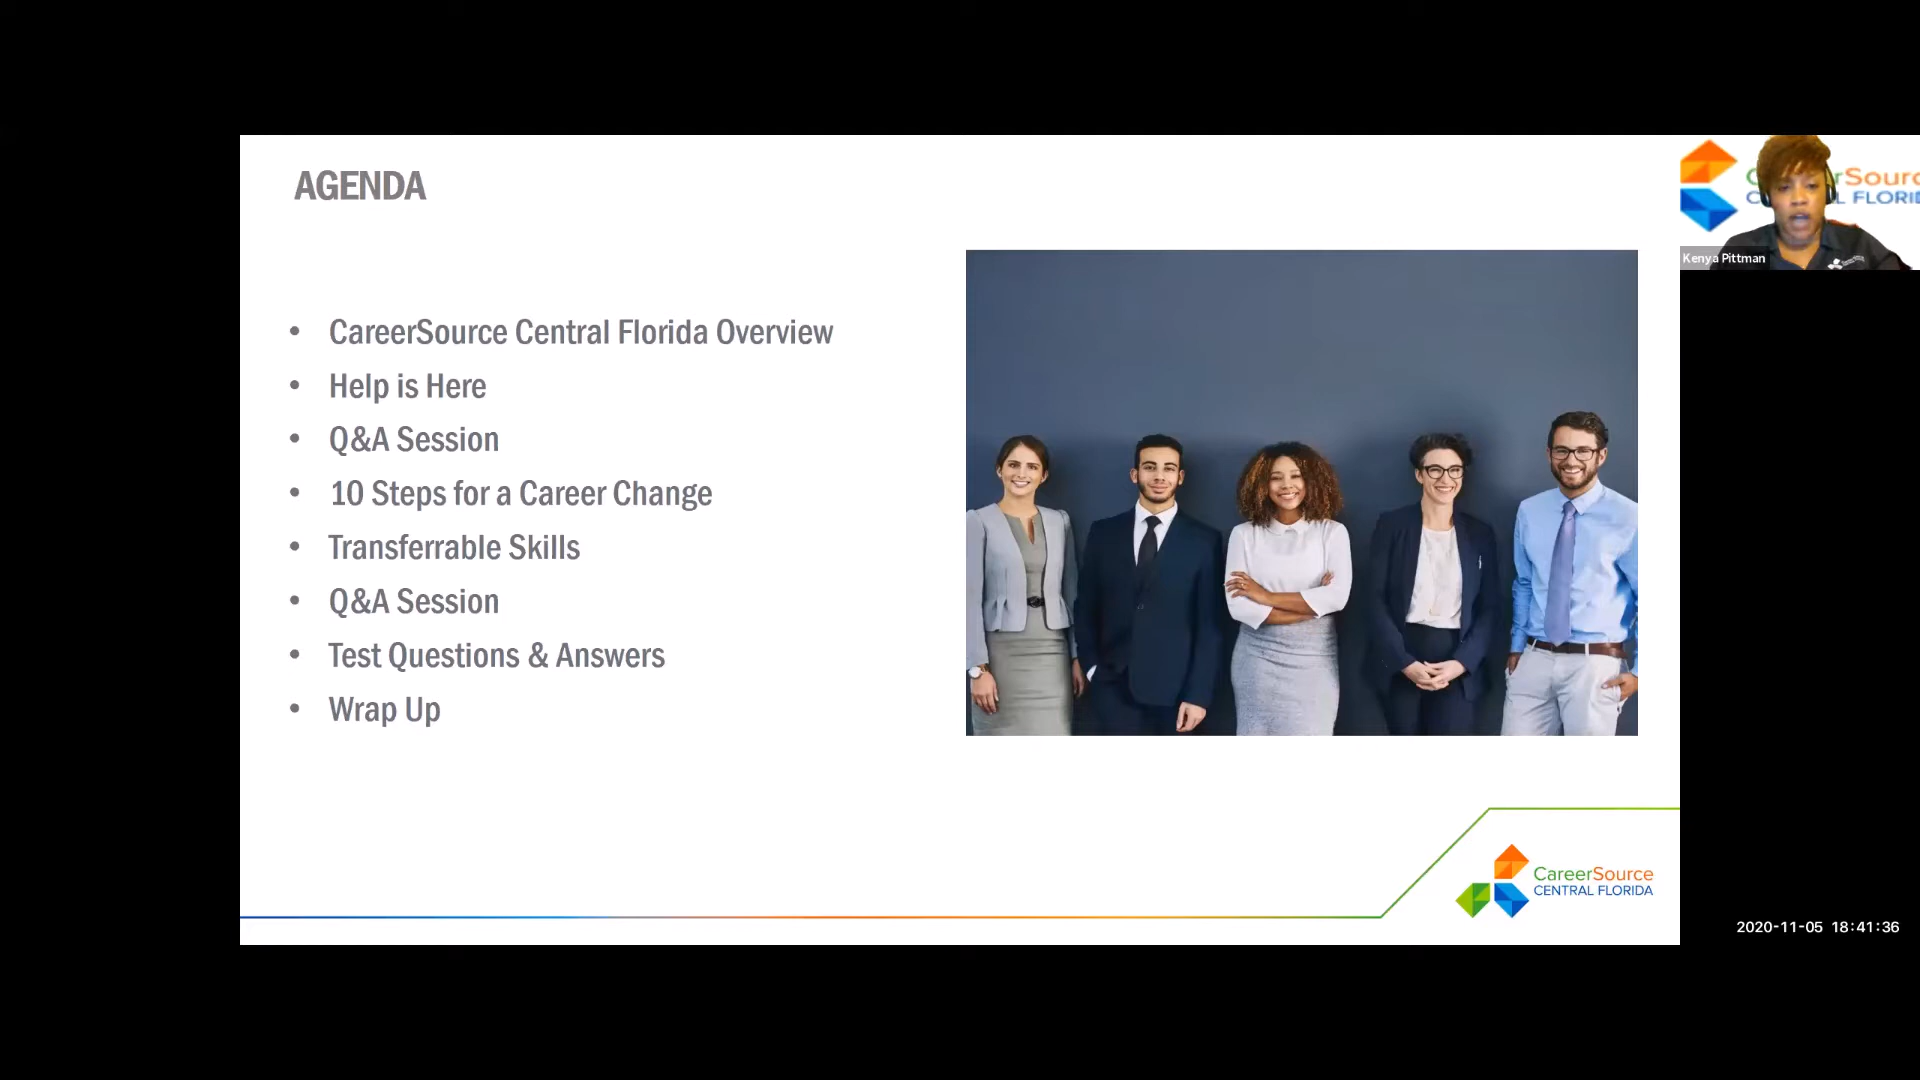 AGENDA
• CareerSource Central Florida Overview
• Help is Here
• Q&A Session
• 10 Steps for a Career Change
• Transferrable Skills
• Q&A Session
• Test Questions & Answers
• Wrap Up
CareerSource
CENTRAL FLORIDA
Kenya Pittman
2020-11-05 18:41:36